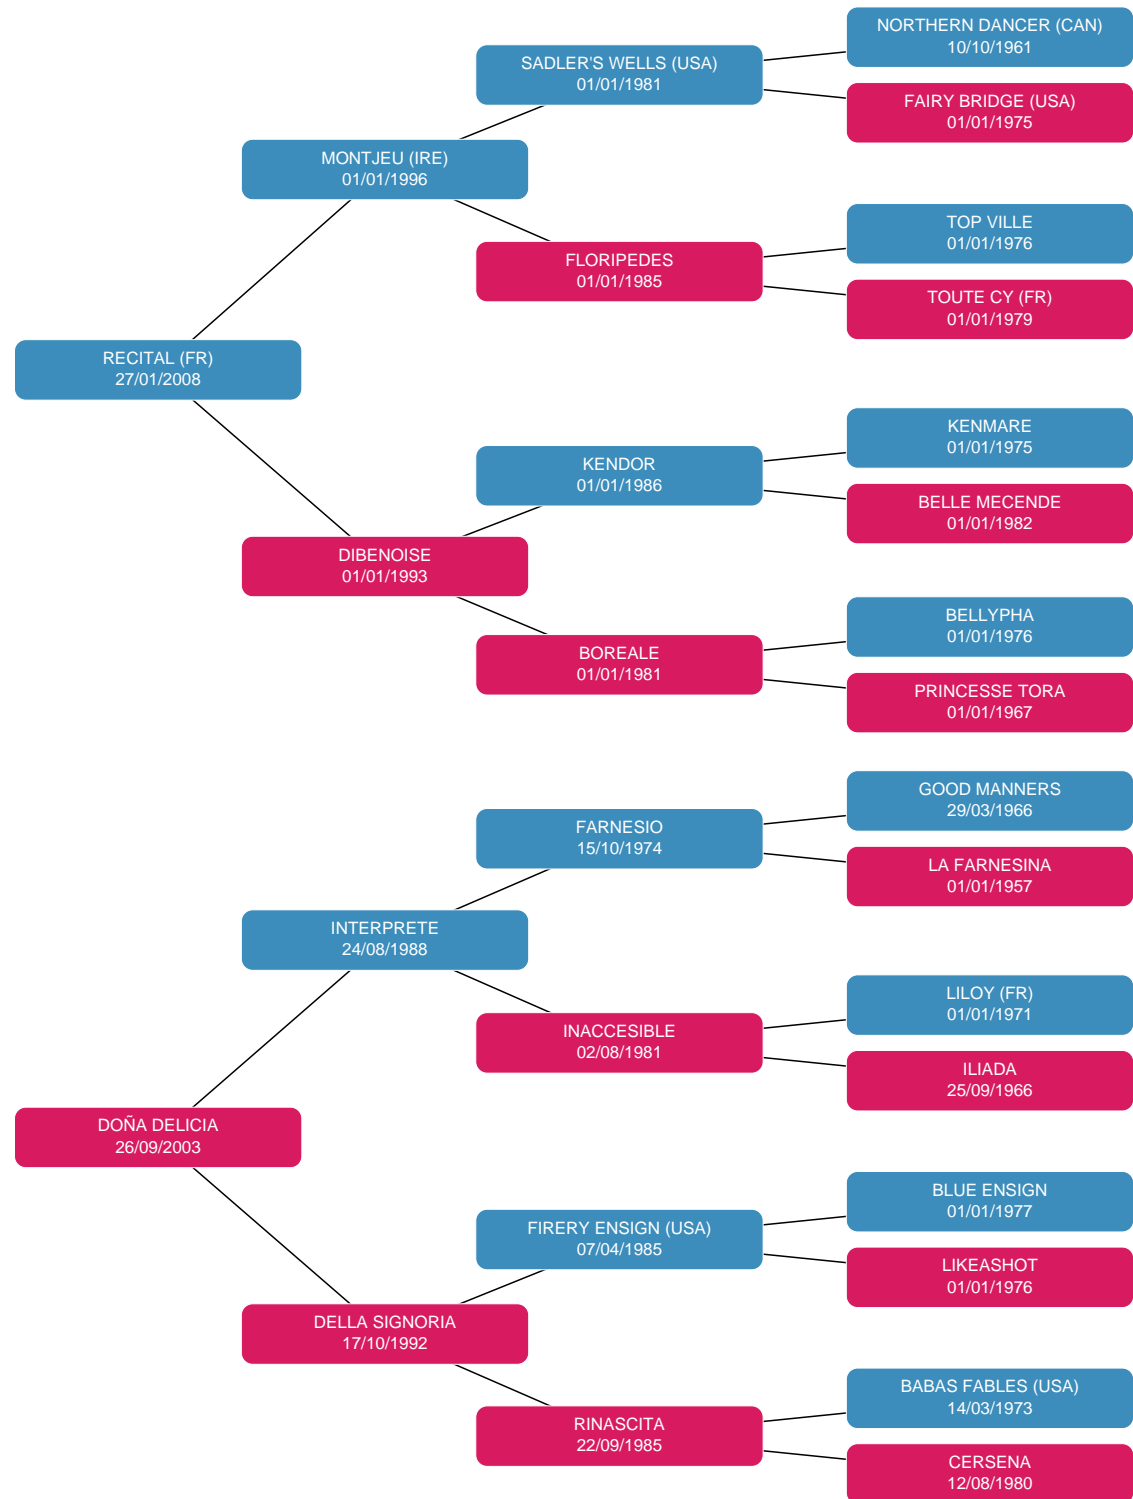 NORTHERN DANCER (CAN)
10/10/1961
SADLER'S WELLS (USA)
01/01/1981
FAIRY BRIDGE (USA)
01/01/1975
MONTJEU (IRE)
01/01/1996
TOP VILLE
01/01/1976
FLORIPEDES
01/01/1985
TOUTE CY (FR)
01/01/1979
RECITAL (FR)
27/01/2008
KENMARE
01/01/1975
KENDOR
01/01/1986
BELLE MECENDE
01/01/1982
DIBENOISE
01/01/1993
BELLYPHA
01/01/1976
BOREALE
01/01/1981
PRINCESSE TORA
01/01/1967
GOOD MANNERS
29/03/1966
FARNESIO
15/10/1974
LA FARNESINA
01/01/1957
INTERPRETE
24/08/1988
LILOY (FR)
01/01/1971
INACCESIBLE
02/08/1981
ILIADA
25/09/1966
DOÑA DELICIA
26/09/2003
BLUE ENSIGN
01/01/1977
FIRERY ENSIGN (USA)
07/04/1985
LIKEASHOT
01/01/1976
DELLA SIGNORIA
17/10/1992
BABAS FABLES (USA)
14/03/1973
RINASCITA
22/09/1985
CERSENA
12/08/1980